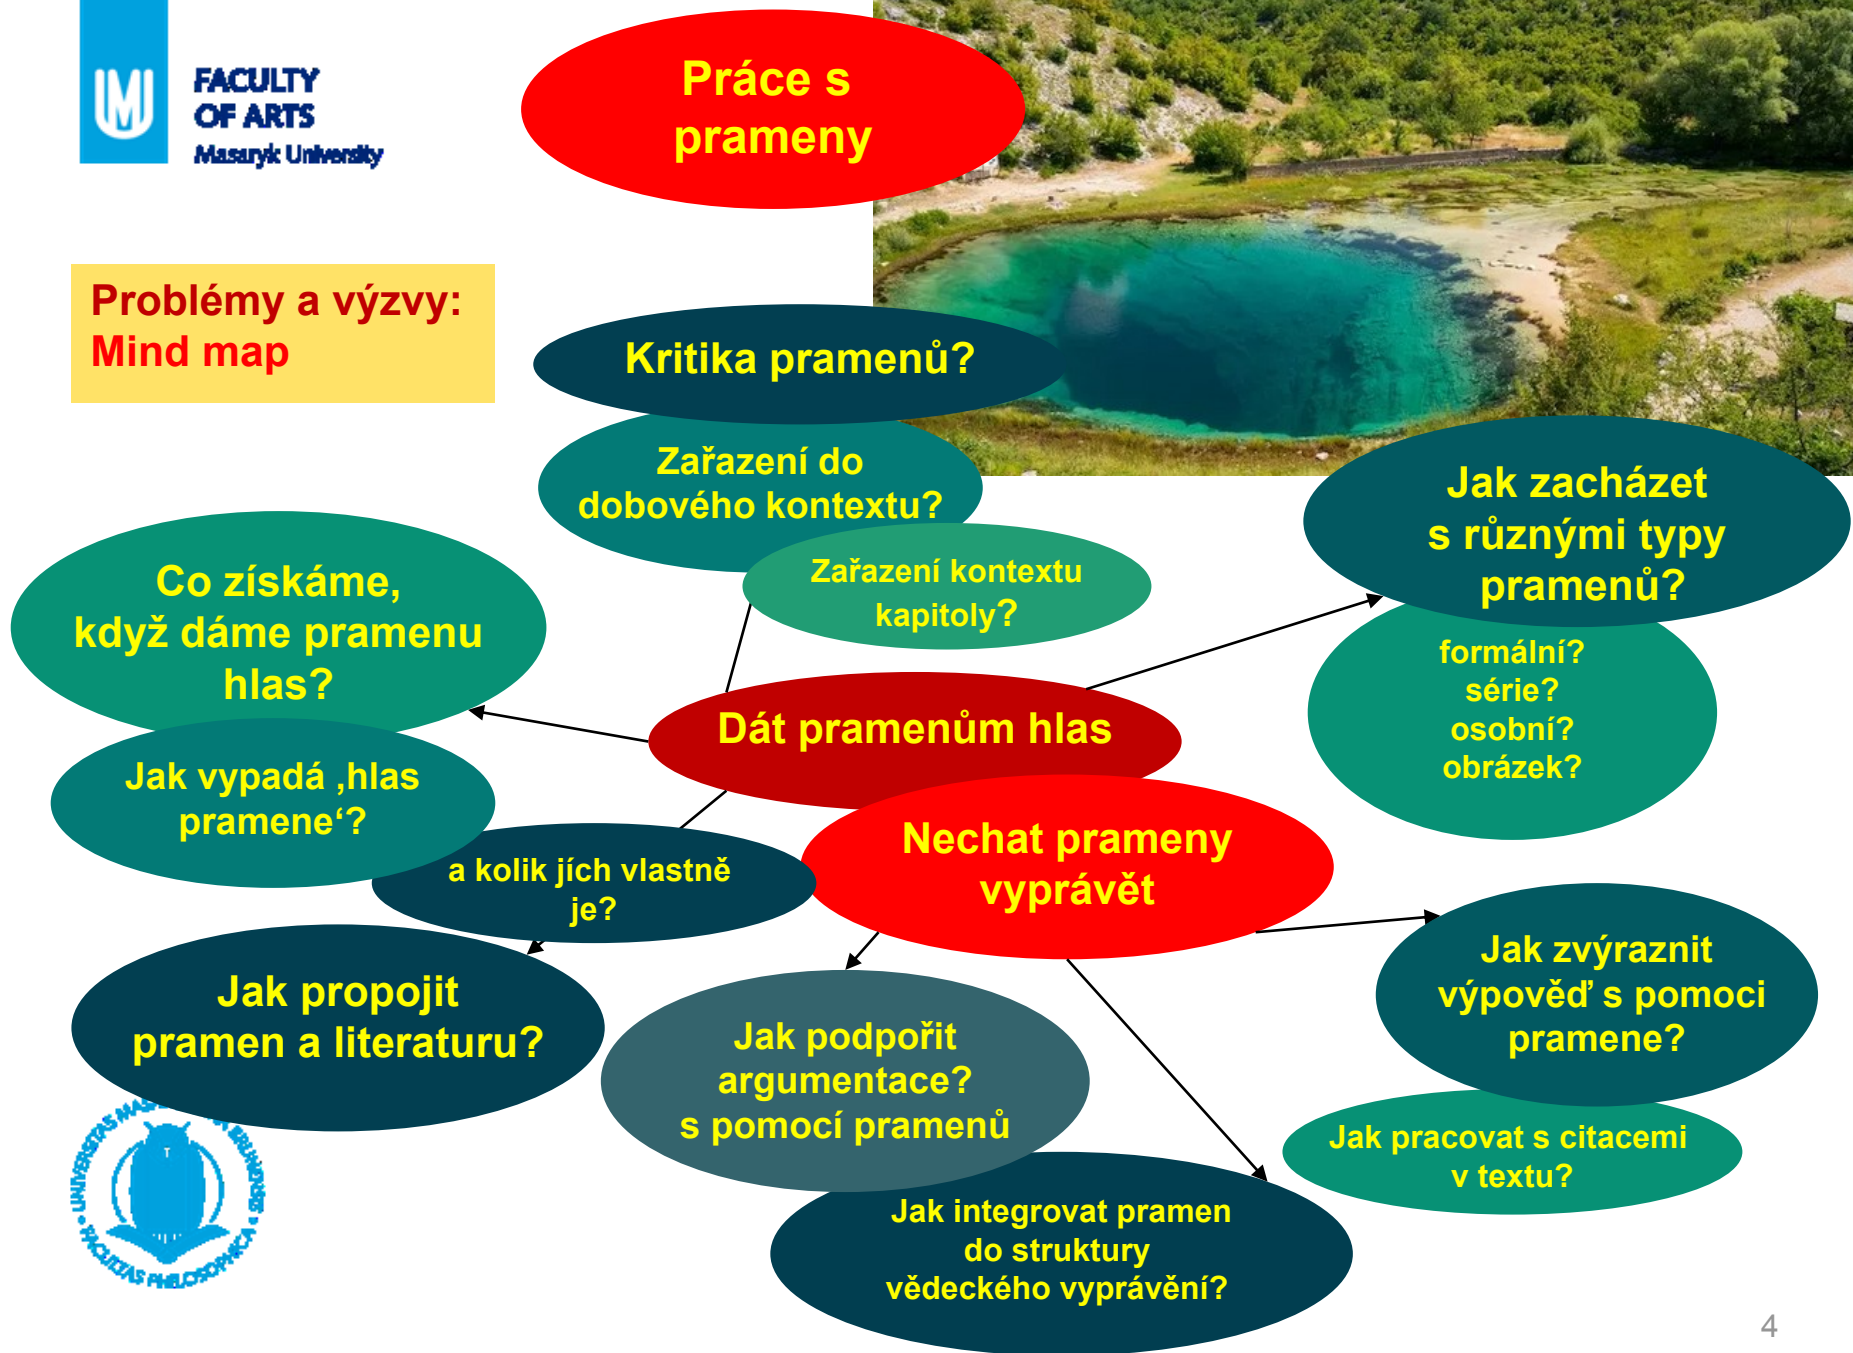 FACULTY
OF ARTS
Masaryk University
Práce s
prameny
Problémy a výzvy:
Mind map
Kritika pramenů?
Zařazení do
dobového kontextu?
Zařazení kontextu
kapitoly?
Jak zacházet
s různými typy
pramenů?
formální?
série?
osobní?
obrázek?
Co získáme,
když dáme pramenu
hlas?
Jak vypadá ‚hlas
pramene‘?
a kolik jích vlastně
je?
Dát pramenům hlas
Nechat prameny
vyprávět
Jak propojit
pramen a literaturu?
Jak podpořit
argumentace?
s pomocí pramenů
Jak zvýraznit
výpověď s pomoci
pramene?
Jak pracovat s citacemi
v textu?
Jak integrovat pramen
do struktury
vědeckého vyprávění?
UNIVERSITAS
FACULTAS PHILOSOPHICA
4